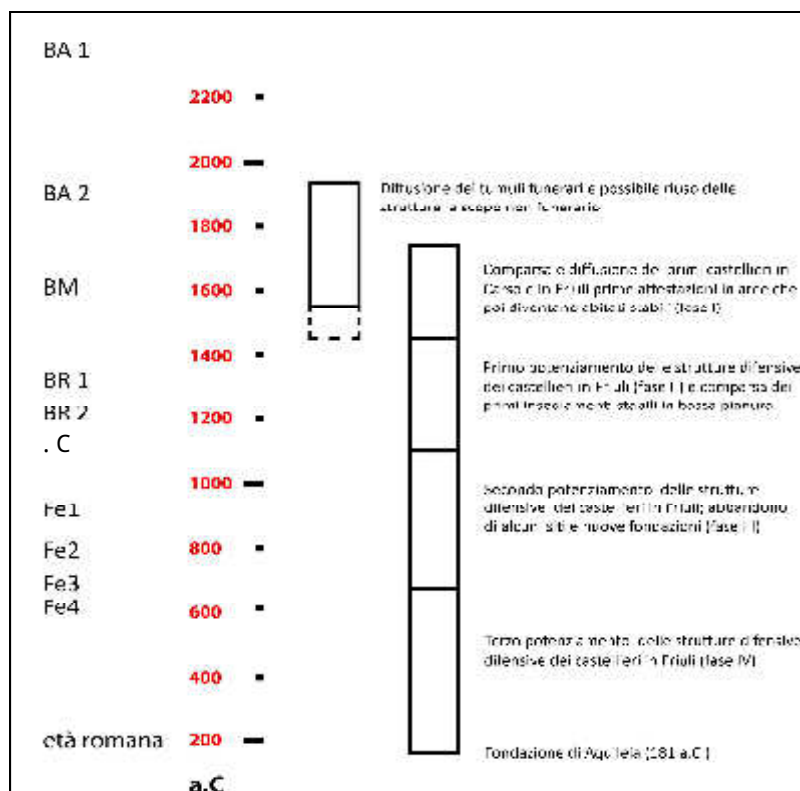 BA 1
2200
2000
BA 2
1800
BM
1600
1400
BR 1
BR 2
1200
. C
1000
Fe1
Fe2
800
Fe3
Fe4
600
400
età romana
200
a.C
Diffusione dei tumuli funerari e possibile riuso delle
strutture a scopo non funerario
Comparsa e diffusione dei primi castellieri in
Carso e in Friuli prime attestazioni in aree che
poi diventano abitati stabili (fase I)
Primo potenziamento delle strutture difensive
dei castellieri in Friuli (fase II) e comparsa dei
primi insediamenti stabili in bassa pianura
Secondo potenziamento delle strutture
difensive dei castellieri in Friuli; abbandono
di alcuni siti e nuove fondazioni (fase III)
Terzo potenziamento delle strutture difensive
difensive dei castellieri in Friuli (fase IV)
Fondazione di Aquileia (181 a.C.)